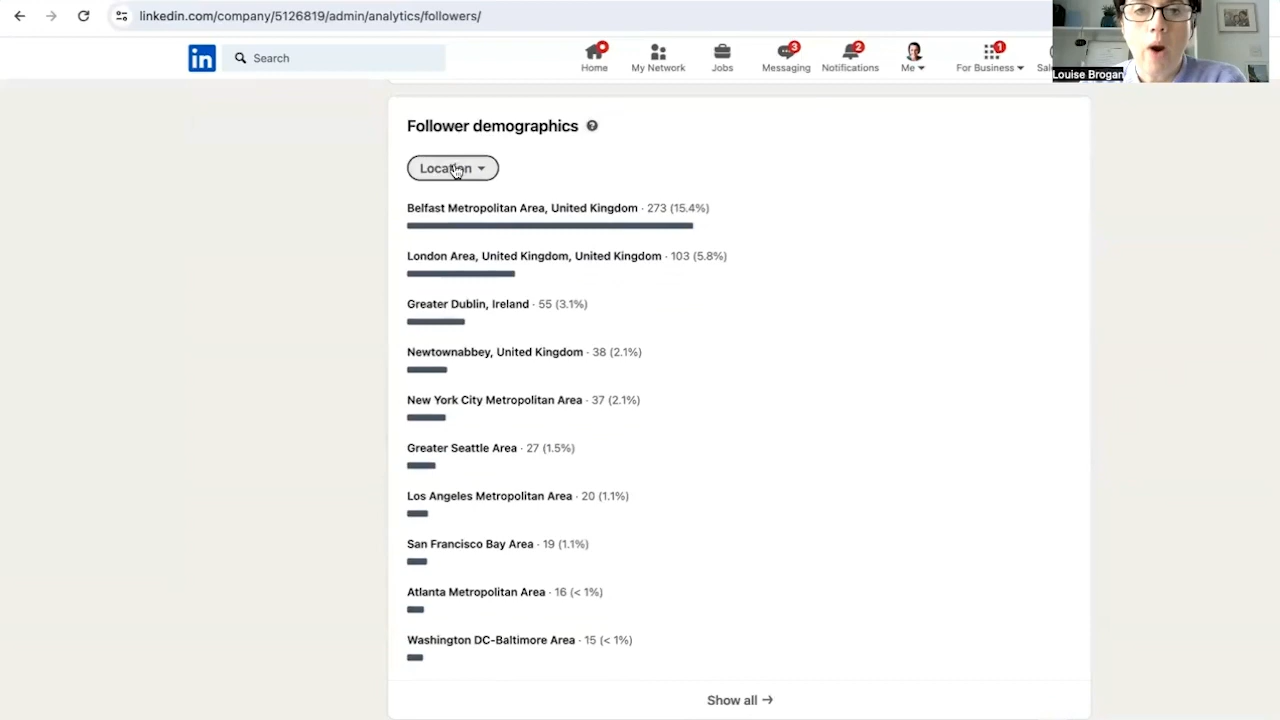 linkedin.com/company/5126819/admin/analytics/followers/
in
Search
Home
My Network
Jobs
3
Messaging
2
Notifications
Me
1
For Business
Louise Brogan
Follower demographics ?
Location
Belfast Metropolitan Area, United Kingdom · 273 (15.4%)
London Area, United Kingdom, United Kingdom · 103 (5.8%)
Greater Dublin, Ireland · 55 (3.1%)
Newtownabbey, United Kingdom · 38 (2.1%)
New York City Metropolitan Area · 37 (2.1%)
Greater Seattle Area · 27 (1.5%)
Los Angeles Metropolitan Area · 20 (1.1%)
San Francisco Bay Area · 19 (1.1%)
Atlanta Metropolitan Area · 16 (< 1%)
Washington DC-Baltimore Area · 15 (< 1%)
Show all →